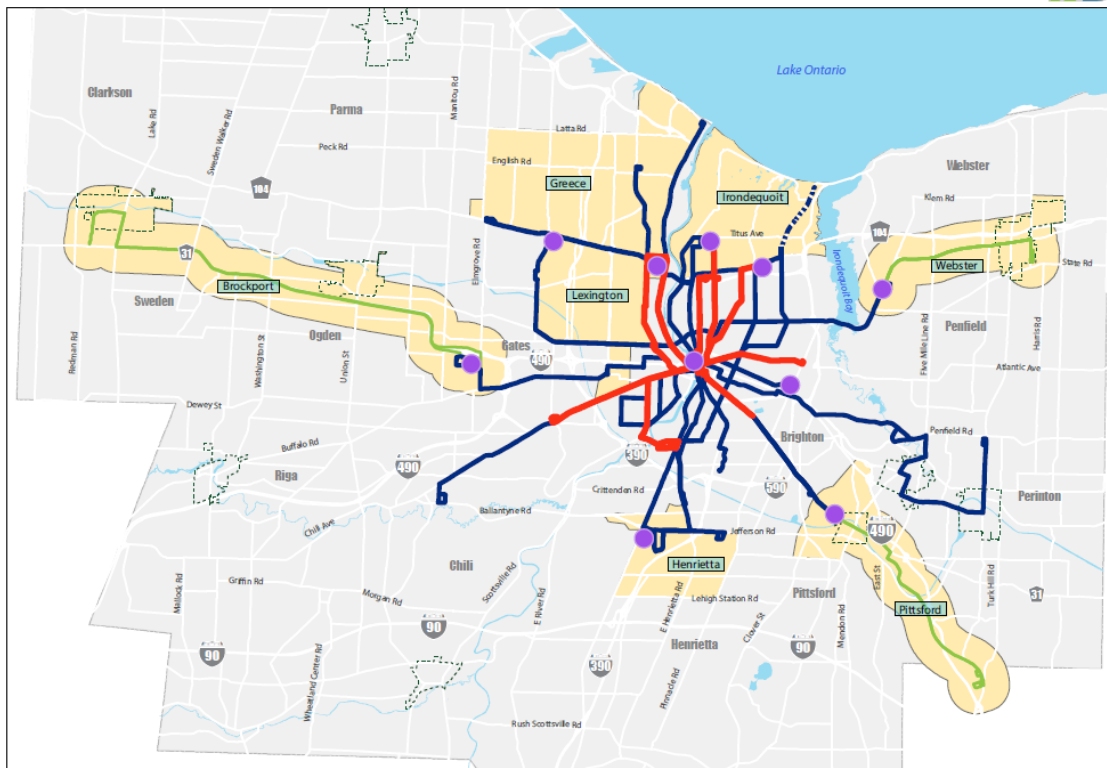 Lake Ontario
Clarkson
Lake Rd
Sweden Walker Rd
Parma
Manitou Rd
Latta Rd
Peck Rd
English Rd
Webster
Greece
Irondequoit
Klem Rd
104
104
Titus Ave
31
Elmgrove Rd
Irondequoit Bay
State Rd
Webster
Brockport
Lexington
Sweden
Ogden
Gates
490
Penfield
Redman Rd
Washington St
Union St
Five Mile Line Rd
Harris Rd
Atlantic Ave
Dewey St
Buffalo Rd
Brighton
Penfield Rd
390
490
Riga
590
Crittenden Rd
Perinton
Ballantyne Rd
Chili Ave
Jefferson Rd
490
Chili
Henrietta
East St
Turk Hill Rd
Griffin Rd
Scottsville Rd
Morgan Rd
E River Rd
E Henrietta Rd
Lehigh Station Rd
Pittsford
31
Pittsford
Clover St
Mendon Rd
90
90
Henrietta
90
Wheatland Center Rd
390
Pinnacle Rd
Rush Scottsville Rd